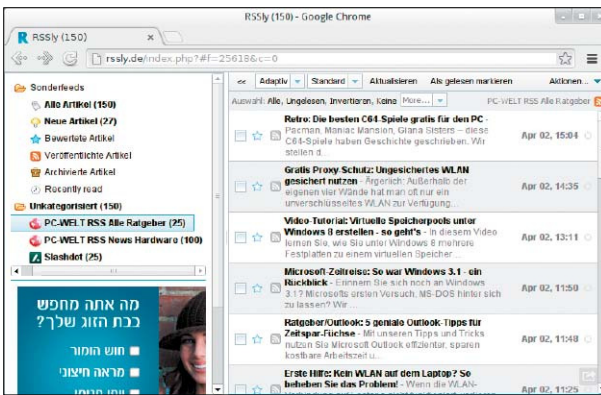 RSSly (150) - Google Chrome
RSSly (150)
rssly.de/index.php?#f=25618&c=0
Sonderfeeds
Alle Artikel (150)
Neue Artikel (27)
Bewertete Artikel
Veröffentlichte Artikel
Archivierte Artikel
Recently read
Unkategorisiert (150)
PC-WELT RSS Alle Ratgeber (25)
PC-WELT RSS News Hardware (100)
Slashdot (25)
מה אתה מחפש
בבת הזוג שלך?
חוש הומור
מראה חיצוני
<< Adaptiv Standard Aktualisieren Als gelesen markieren Aktionen...
Auswahl: Alle, Ungelesen, Invertieren, Keine More... PC-WELT RSS Alle Ratgeber
Retro: Die besten C64-Spiele gratis für den PC -
Pacman, Maniac Mansion, Giana Sisters – diese
C64-Spiele haben Geschichte geschrieben. Wir
stellen d...
Apr 02, 15:04
Gratis Proxy-Schutz: Ungesichertes WLAN
gesichert nutzen - Ärgerlich: Außerhalb der
eigenen vier Wände hat man oft nur ein
unverschlüsseltes WLAN zur Verfügung...
Apr 02, 14:35
Video-Tutorial: Virtuelle Speicherpools unter
Windows 8 erstellen - so geht's - In diesem Video
lernen Sie, wie Sie unter Windows 8 mehrere
Festplatten zu einem virtuellen Speicher...
Apr 02, 13:11
Microsoft-Zeitreise: So war Windows 3.1 - ein
Rückblick - Erinnern Sie sich noch an Windows
3.1? Microsofts ersten Versuch, MS-DOS hinter sich
zu lassen? Wir...
Apr 02, 11:50
Ratgeber/Outlook: 5 geniale Outlook-Tipps für
Zeitspar-Füchse - Mit unseren Tipps und Tricks
nutzen Sie Microsoft Outlook effizienter, sparen
kostbare Arbeitszeit u...
Apr 02, 11:48
Erste Hilfe: Kein WLAN auf dem Laptop? So
beheben Sie das Problem! - Wenn die WLAN-
Apr 02, 11:25